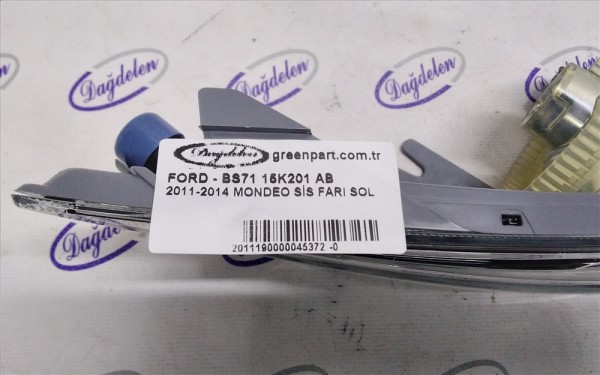 Dağdelen
Dağdelen
Dağdelen
Dağdelen greenpart.com.tr
FORD - BS71 15K201 AB
2011-2014 MONDEO SİS FARI SOL
2011190000045372 -0
Dağdelen
Dağdelen
Dağdelen